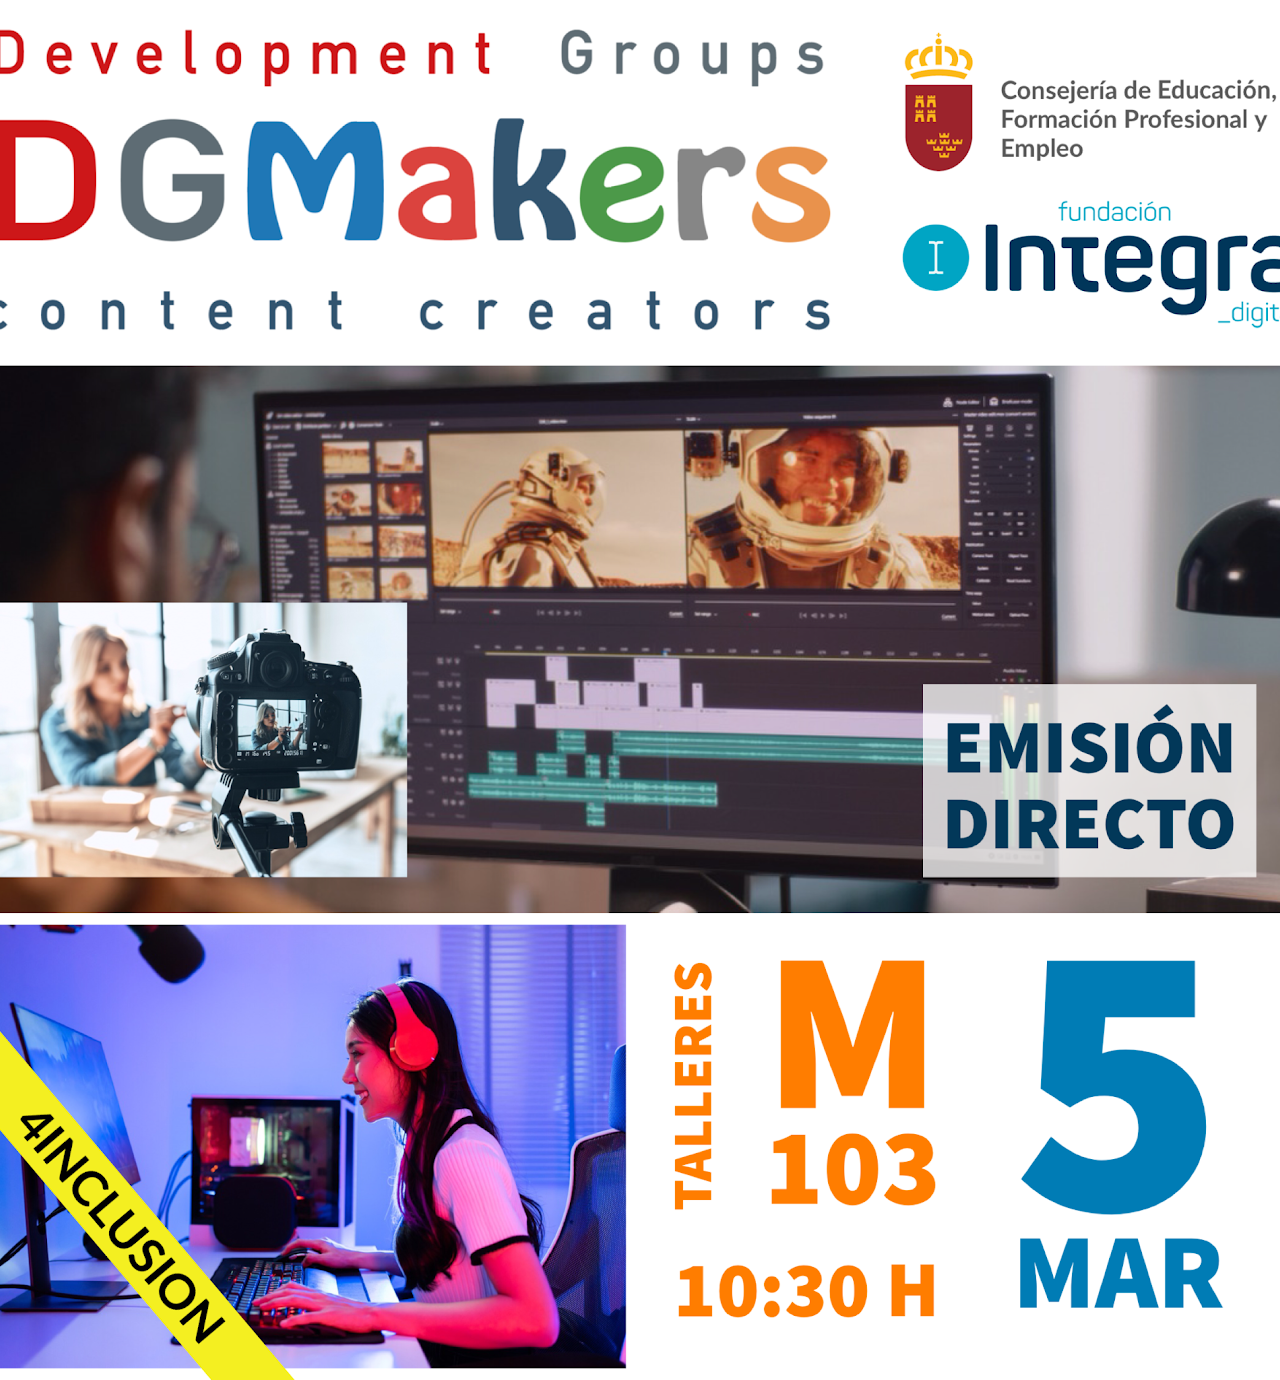 Development Groups
DGMakers
content creators
Consejería de Educación,
Formación Profesional y
Empleo
fundación
Integra
_digit
EMISIÓN
DIRECTO
4INCLUSION
TALLERES
M
103
10:30 H
5
MAR